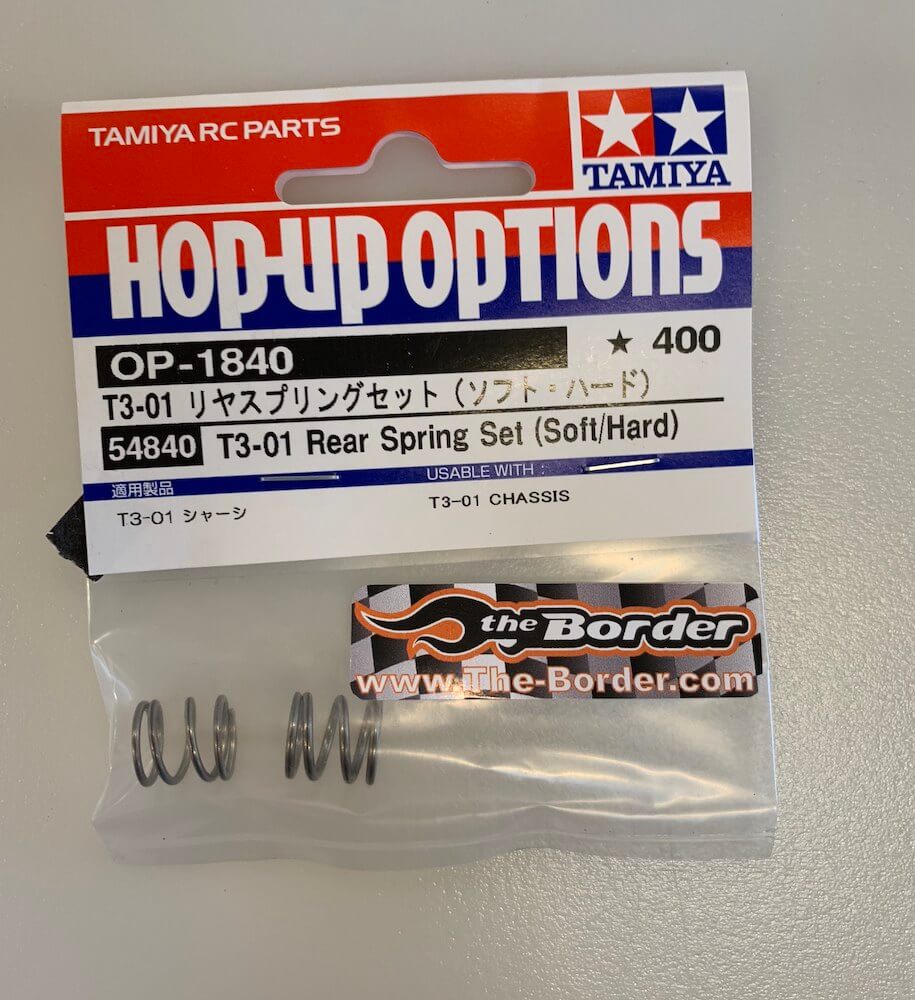 TAMIYA RC PARTS
TAMIYA
HOP-UP OPTIONS
OP-1840
★ 400
T3-01 リヤスプリングセット (ソフト・ハード)
54840 T3-01 Rear Spring Set (Soft/Hard)
適用製品
USABLE WITH :
T3-01 シャーシ
T3-01 CHASSIS
the Border
www.The-Border.com